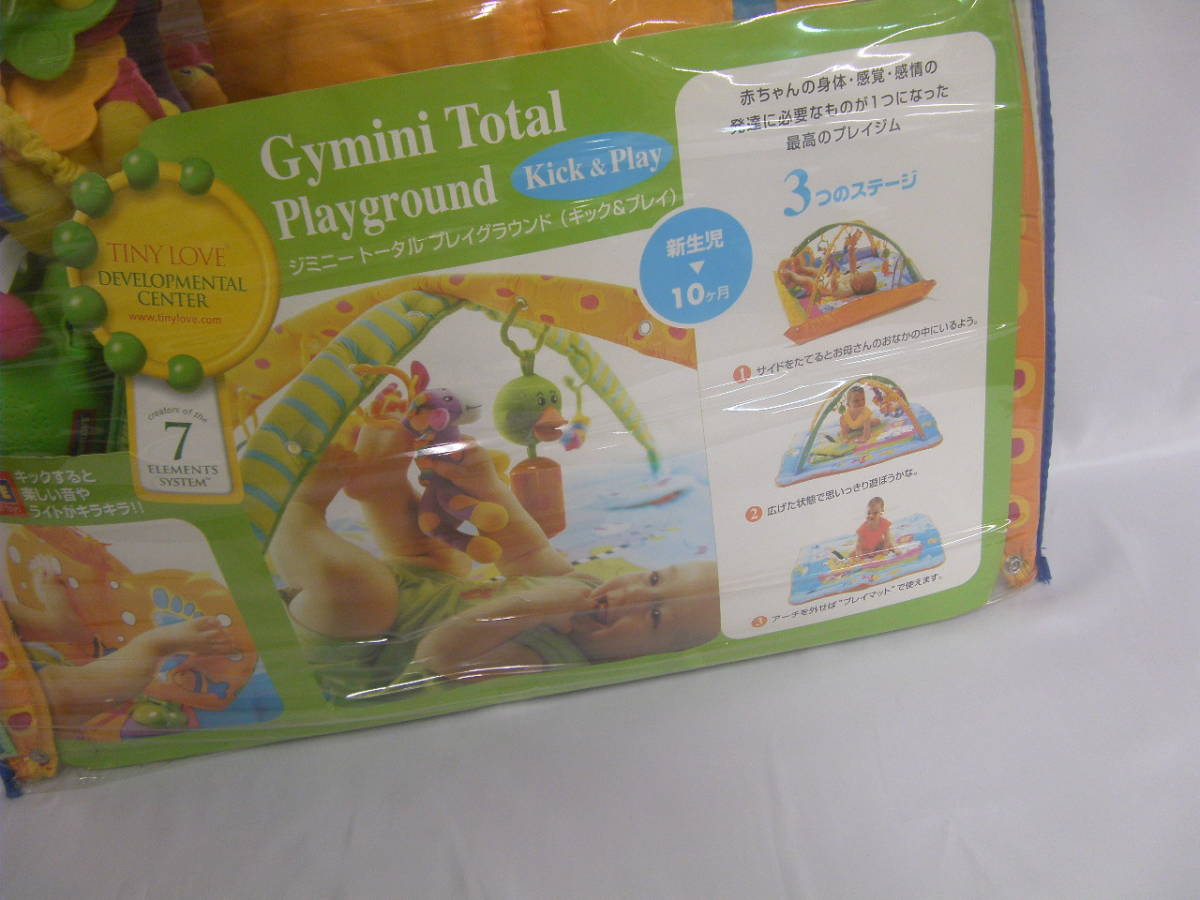 Gymini Total
Playground
Kick & Play
ジミニー トータル プレイグラウンド (キック&プレイ)
TINY LOVE
DEVELOPMENTAL
CENTER
www.tinylove.com
creators of the
7
ELEMENTS
SYSTEM™
キックすると
楽しい音や
ライトがキラキラ!!
新生児
10ヶ月
赤ちゃんの身体・感覚・感情の
発達に必要なものが1つになった
最高のプレイジム
3つのステージ
1 サイドをたてるとお母さんのおなかの中にいるよう。
2 広げた状態で思いっきり遊ぼうかな。
3 アーチを外せば"プレイマット"で使えます。